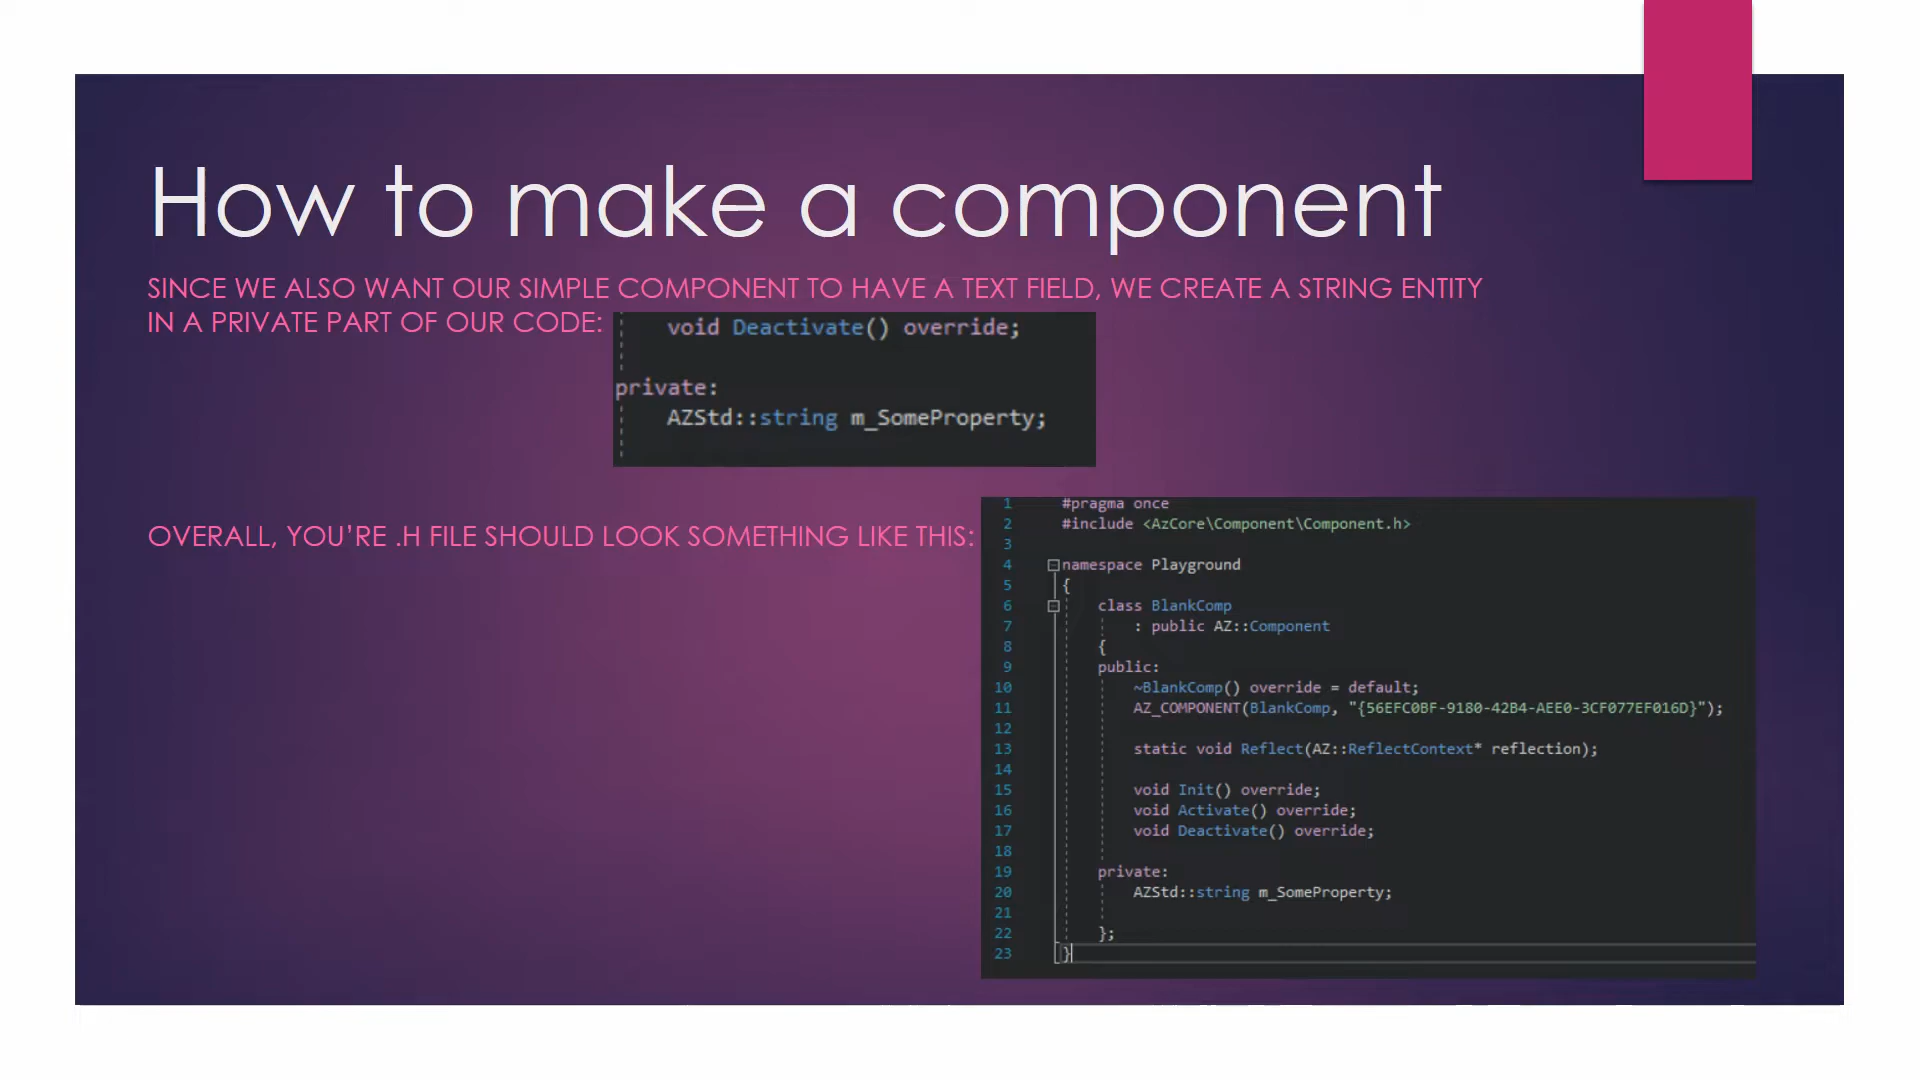 How to make a component
SINCE WE ALSO WANT OUR SIMPLE COMPONENT TO HAVE A TEXT FIELD, WE CREATE A STRING ENTITY
IN A PRIVATE PART OF OUR CODE:
void Deactivate() override;
private:
AZStd::string m_SomeProperty;
OVERALL, YOU’RE .H FILE SHOULD LOOK SOMETHING LIKE THIS:
1 #pragma once
2 #include <AzCore\Component\Component.h>
3
4 namespace Playground
5 {
6 class BlankComp
7 : public AZ::Component
8 {
9 public:
10 ~BlankComp() override = default;
11 AZ_COMPONENT(BlankComp, "{56EFC0BF-9180-42B4-AEE0-3CF077EF016D}");
12
13 static void Reflect(AZ::ReflectContext* reflection);
14
15 void Init() override;
16 void Activate() override;
17 void Deactivate() override;
18
19 private:
20 AZStd::string m_SomeProperty;
21
22 };
23 }